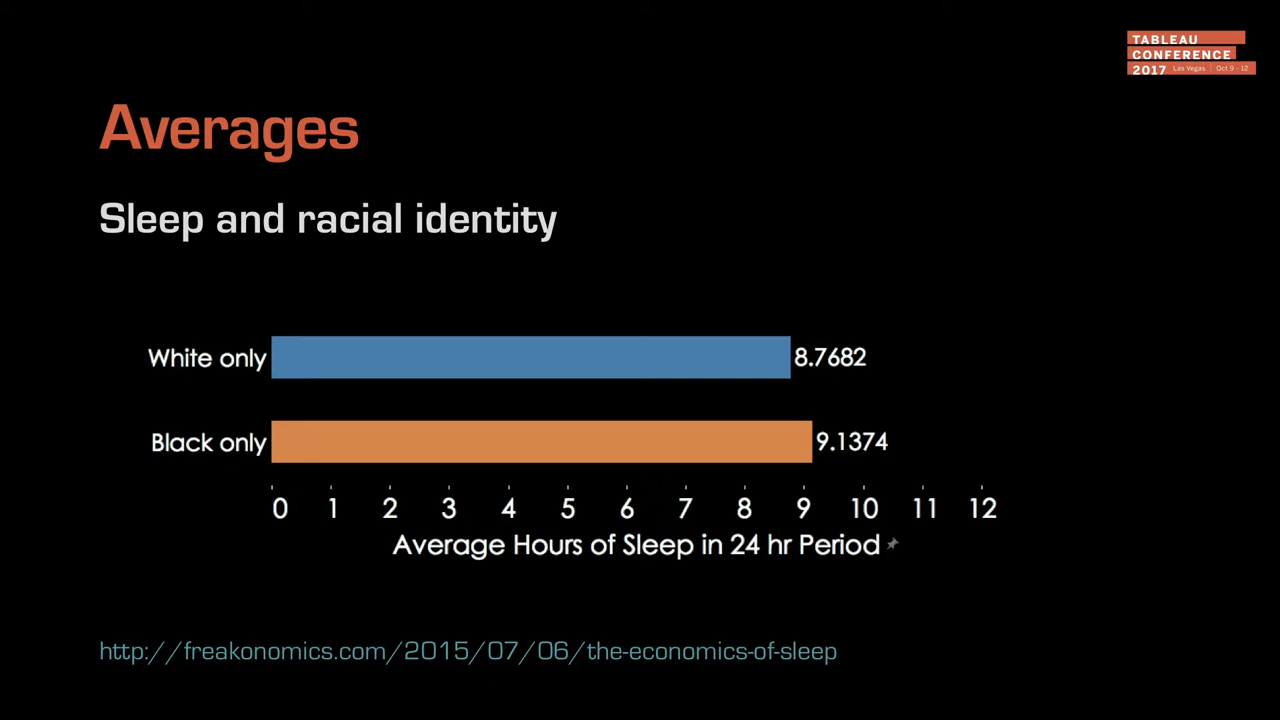 TABLEAU
CONFERENCE
2017 Las Vegas | Oct 9 - 12
Averages
Sleep and racial identity
White only 8.7682
Black only 9.1374
0 1 2 3 4 5 6 7 8 9 10 11 12
Average Hours of Sleep in 24 hr Period
http://freakonomics.com/2015/07/06/the-economics-of-sleep